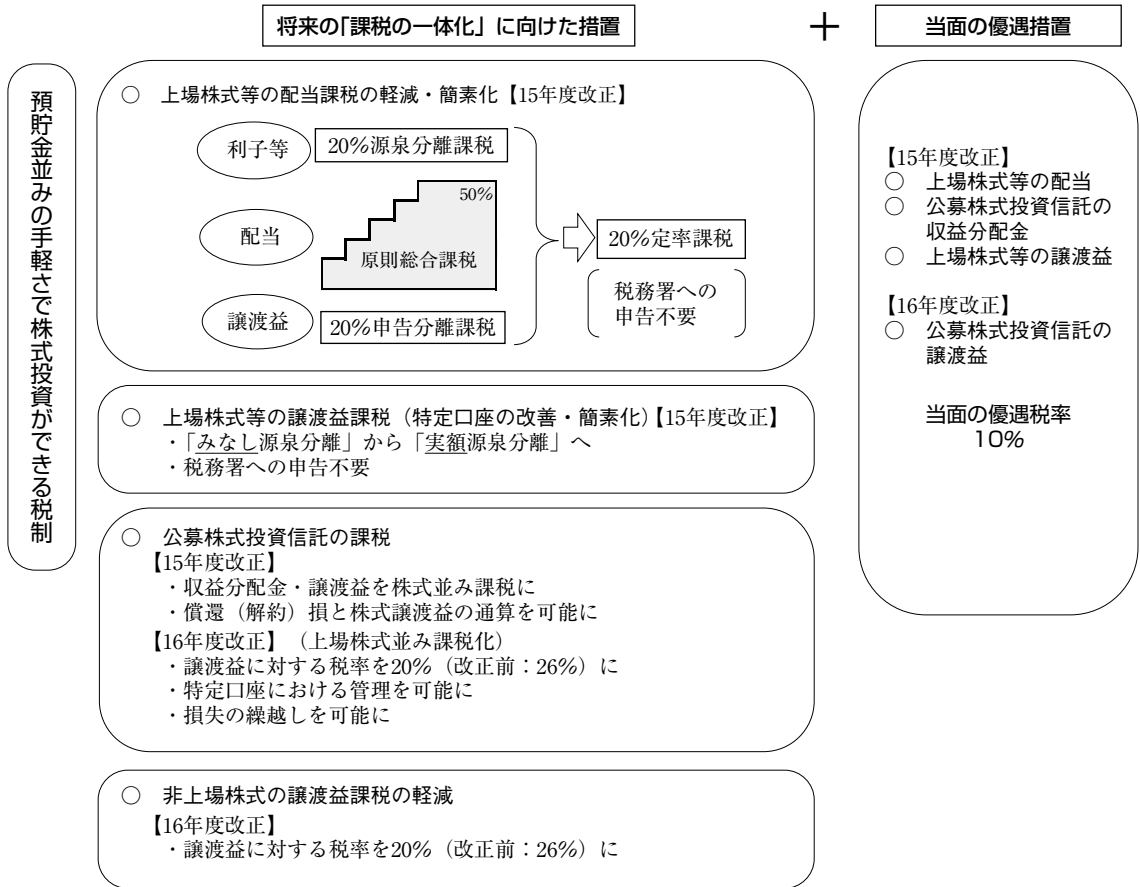 将来の「課税の一体化」に向けた措置
＋
当面の優遇措置
預貯金並みの手軽さで株式投資ができる税制
○ 上場株式等の配当課税の軽減・簡素化【15年度改正】
利子等
20%源泉分離課税
50%
配当
原則総合課税
譲渡益
20%申告分離課税
20%定率課税
税務署への
申告不要
○ 上場株式等の譲渡益課税（特定口座の改善・簡素化）【15年度改正】
・「みなし源泉分離」から「実額源泉分離」へ
・税務署への申告不要
○ 公募株式投資信託の課税
【15年度改正】
・収益分配金・譲渡益を株式並み課税に
・償還（解約）損と株式譲渡益の通算を可能に
【16年度改正】（上場株式並み課税化）
・譲渡益に対する税率を20%（改正前：26%）に
・特定口座における管理を可能に
・損失の繰越しを可能に
○ 非上場株式の譲渡益課税の軽減
【16年度改正】
・譲渡益に対する税率を20%（改正前：26%）に
【15年度改正】
○ 上場株式等の配当
○ 公募株式投資信託の
収益分配金
○ 上場株式等の譲渡益
【16年度改正】
○ 公募株式投資信託の
譲渡益
当面の優遇税率
10%